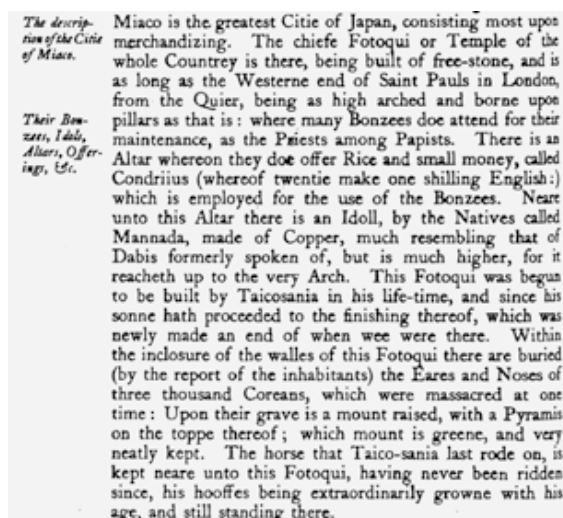 The descrip-
tion of the Citie
of Miaco.
Their Bon-
zees, Idols,
Altars, Offer-
ings, &c.
Miaco is the greatest Citie of Japan, consisting most upon
merchandizing. The chiefe Fotoqui or Temple of the
whole Countrey is there, being built of free-stone, and is
as long as the Westerne end of Saint Pauls in London,
from the Quier, being as high arched and borne upon
pillars as that is: where many Bonzees doe attend for their
maintenance, as the Priests among Papists. There is an
Altar whereon they doe offer Rice and small money, called
Condriius (whereof twentie make one shilling English:)
which is employed for the use of the Bonzees. Neare
unto this Altar there is an Idoll, by the Natives called
Mannada, made of Copper, much resembling that of
Dabis formerly spoken of, but is much higher, for it
reacheth up to the very Arch. This Fotoqui was begun
to be built by Taicosania in his life-time, and since his
sonne hath proceeded to the finishing thereof, which was
newly made an end of when wee were there. Within
the inclosure of the walles of this Fotoqui there are buried
(by the report of the inhabitants) the Eares and Noses of
three thousand Coreans, which were massacred at one
time: Upon their grave is a mount raised, with a Pyramis
on the toppe thereof; which mount is greene, and very
neatly kept. The horse that Taico-sania last rode on, is
kept neare unto this Fotoqui, having never been ridden
since, his hooffes being extraordinarily growne with his
age, and still standing there.